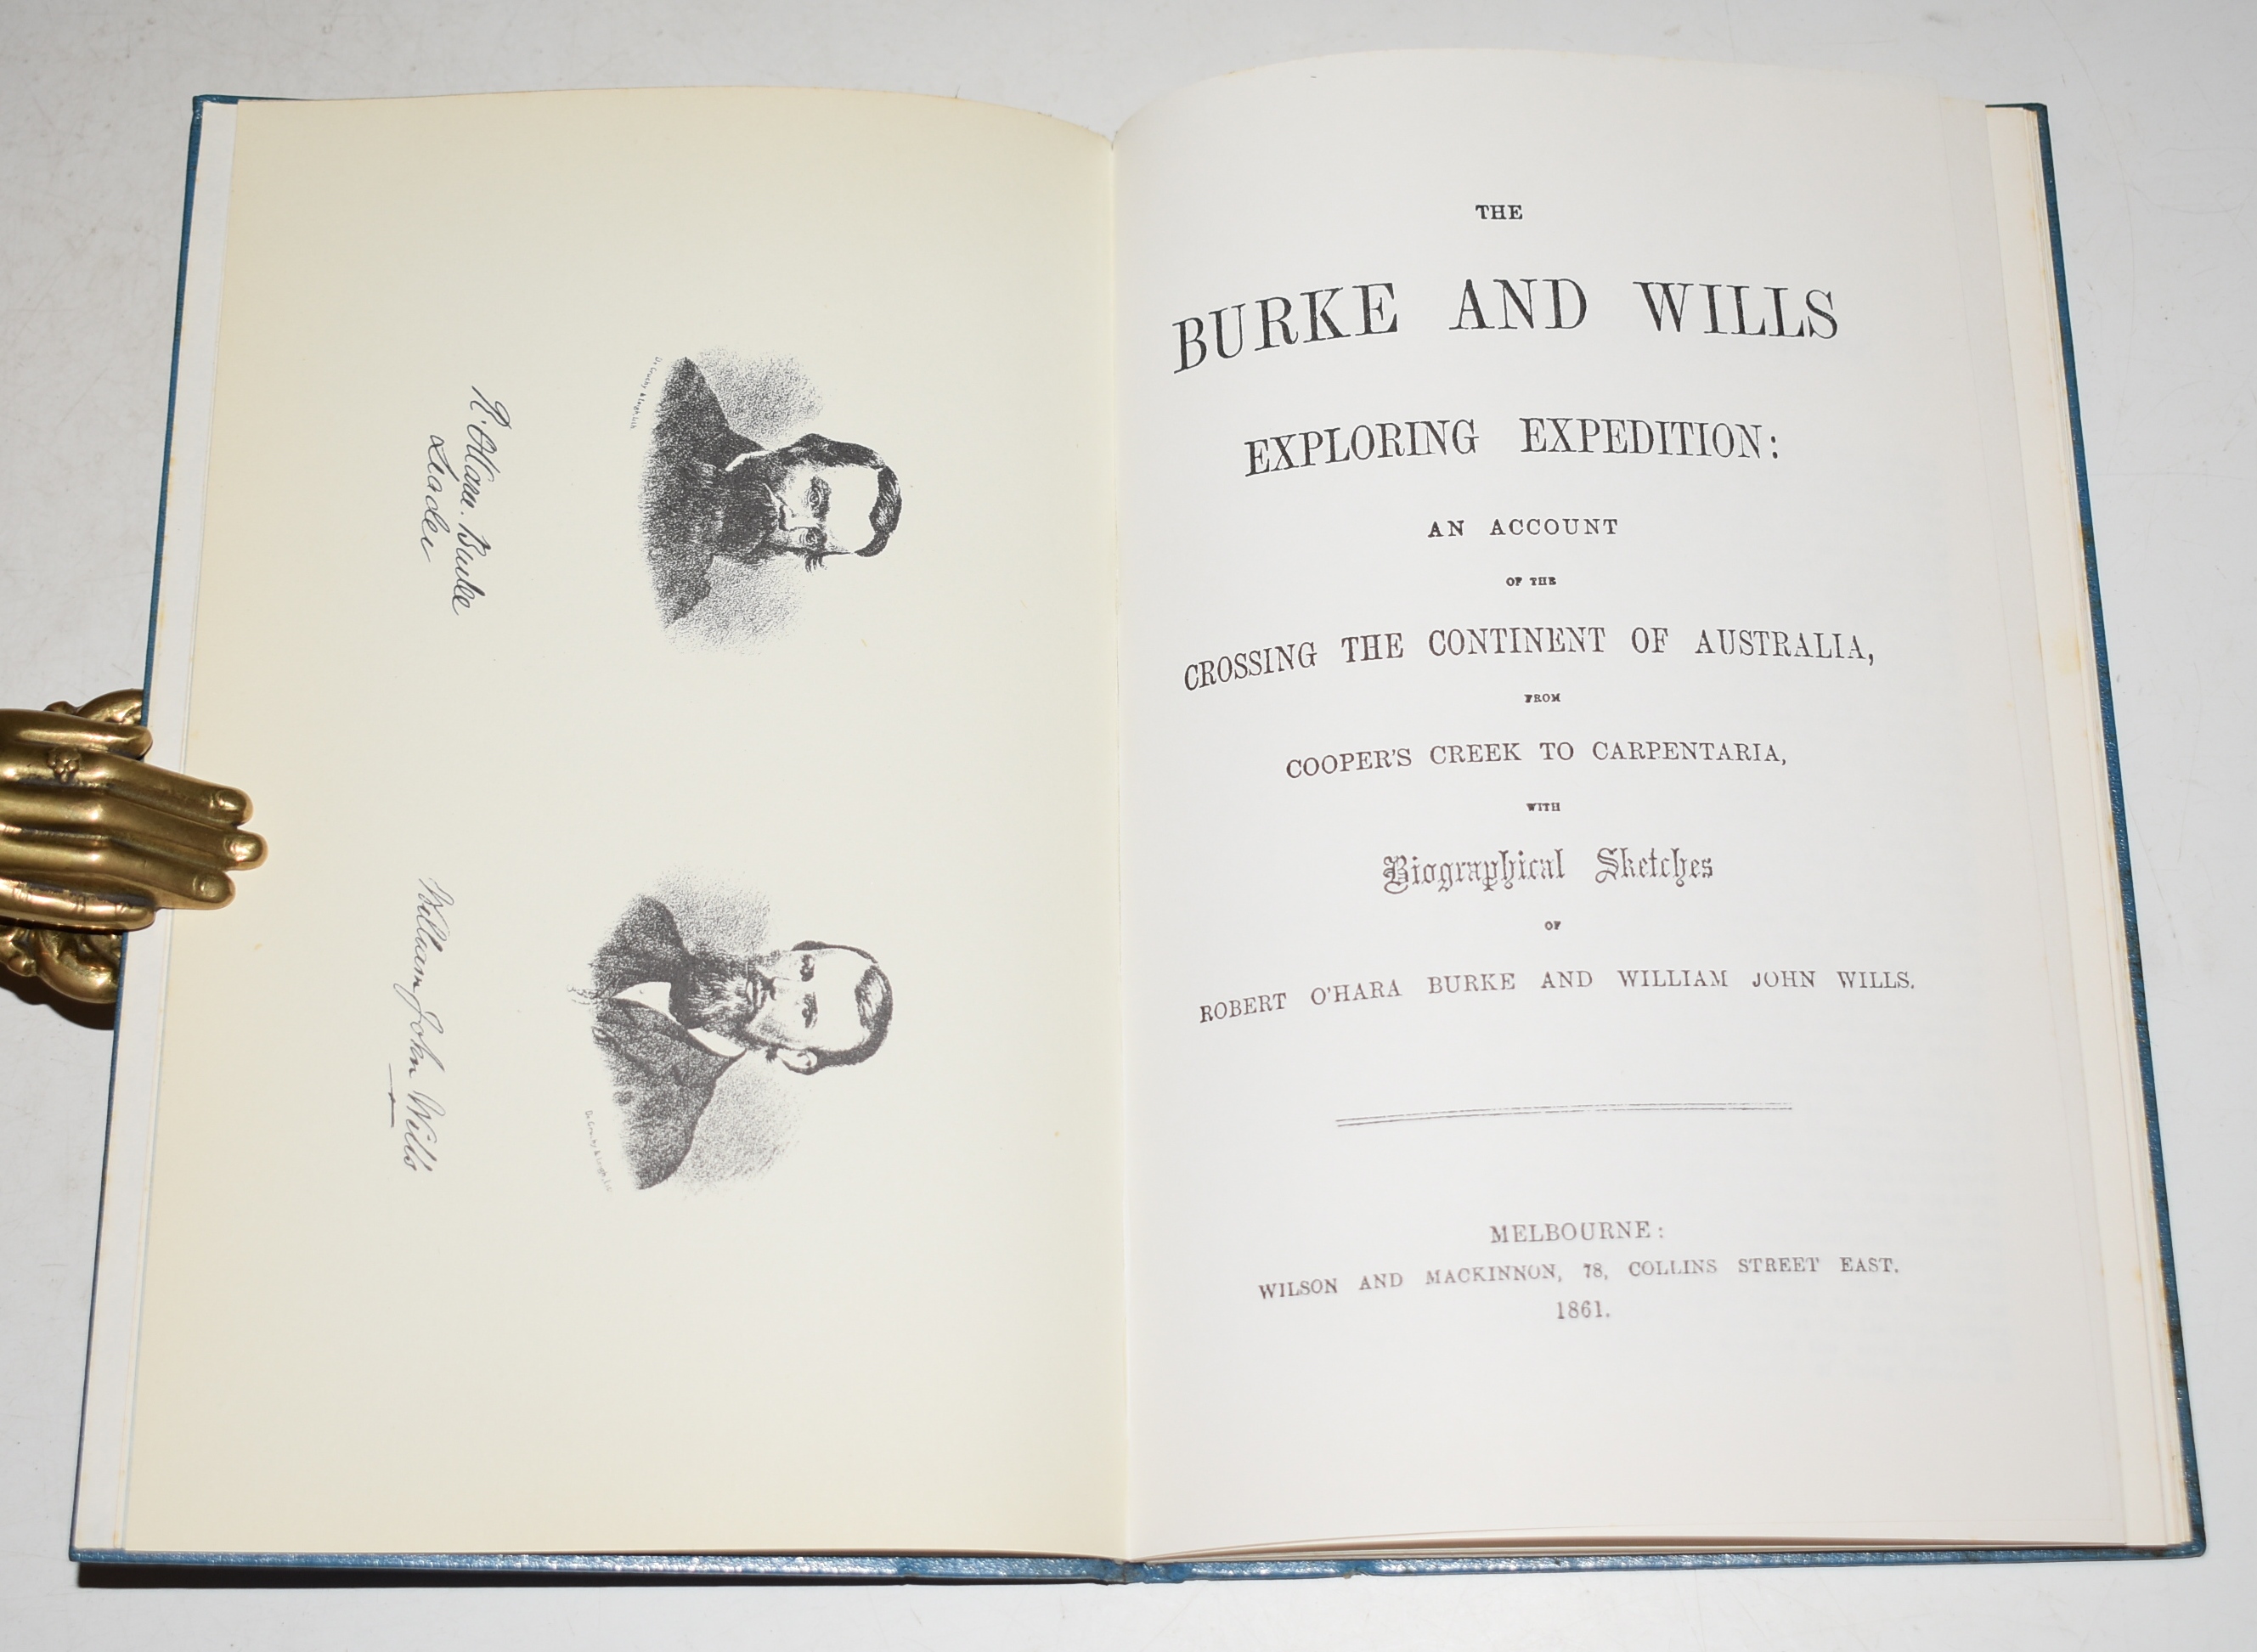 R. O'Hara. Burke
Leader
William John Wills
THE
BURKE AND WILLS
EXPLORING EXPEDITION:
AN ACCOUNT
OF THE
CROSSING THE CONTINENT OF AUSTRALIA,
FROM
COOPER'S CREEK TO CARPENTARIA,
WITH
Biographical Sketches
OF
ROBERT O'HARA BURKE AND WILLIAM JOHN WILLS.
MELBOURNE:
WILSON AND MACKINNON, 78, COLLINS STREET EAST.
1861.